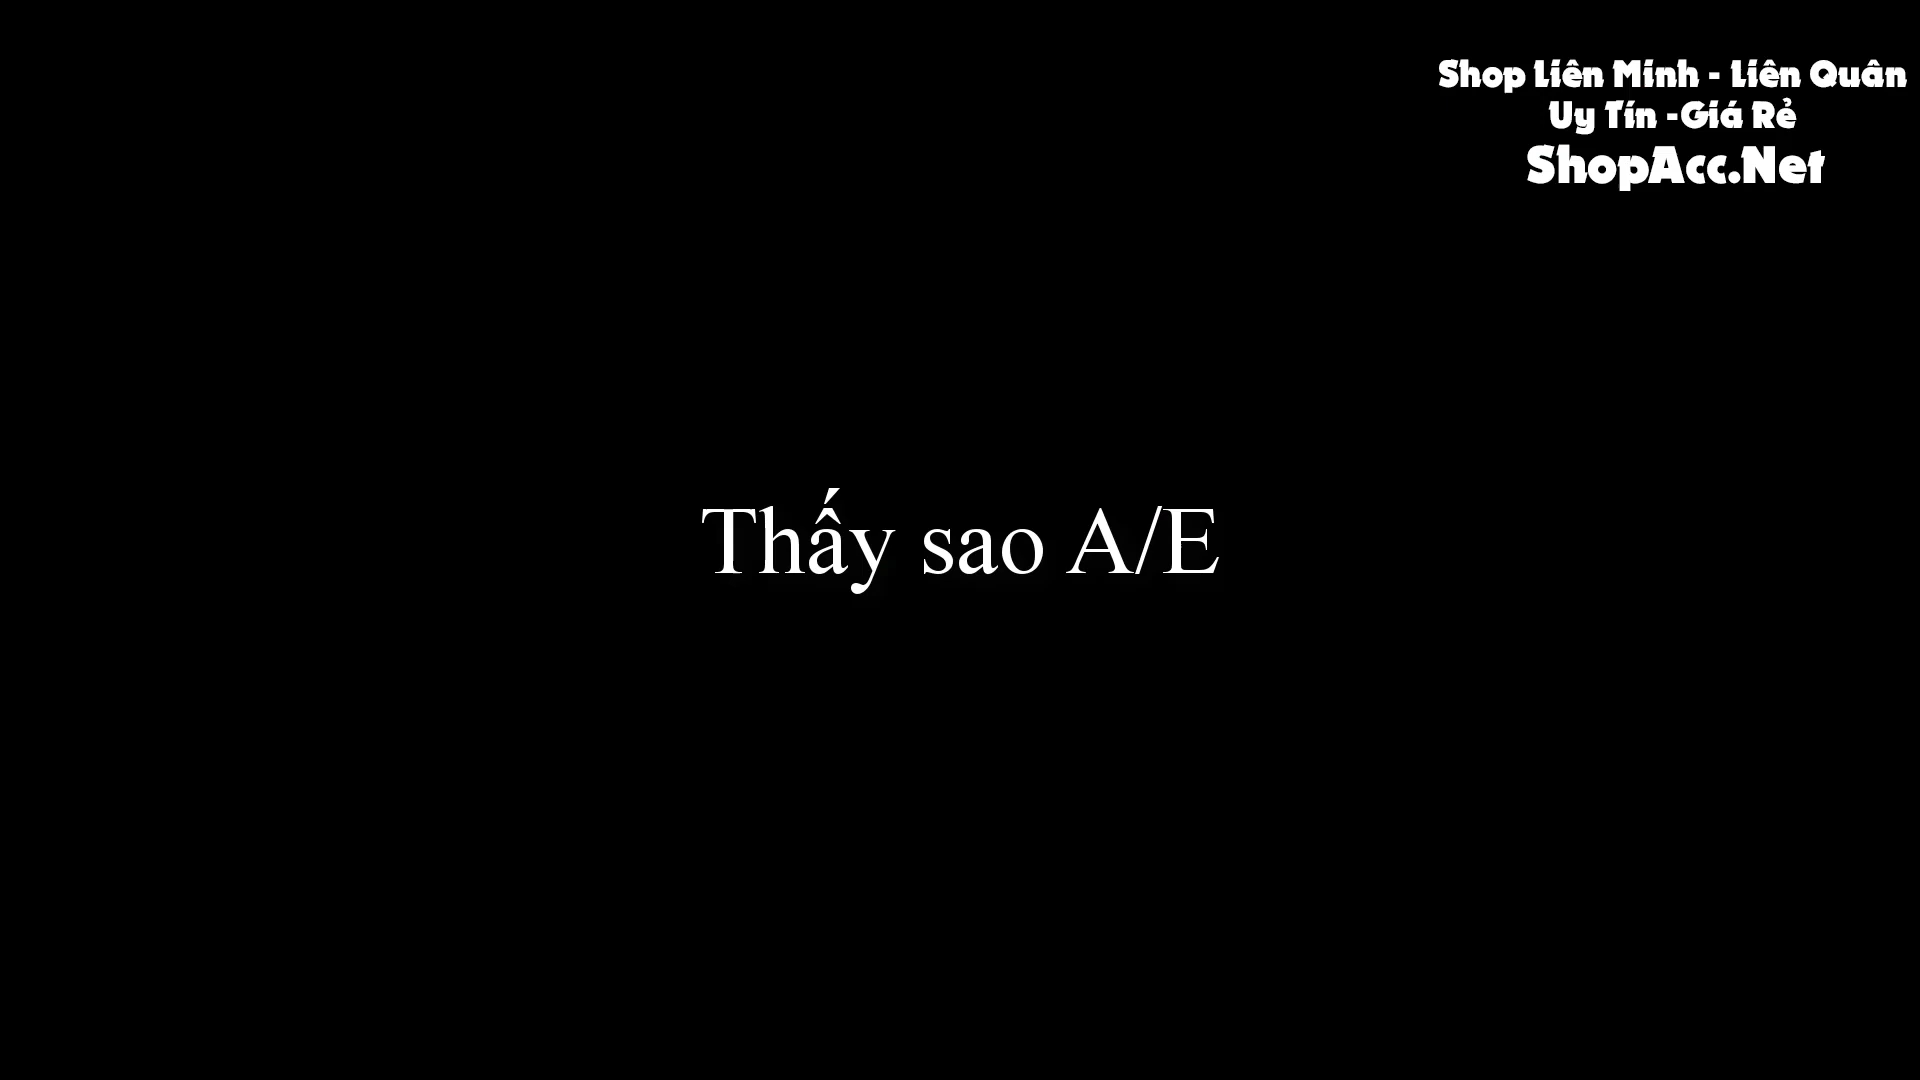 Shop Liên Minh - Liên Quân
Uy Tín -Giá Rẻ
ShopAcc.Net
Thấy sao A/E